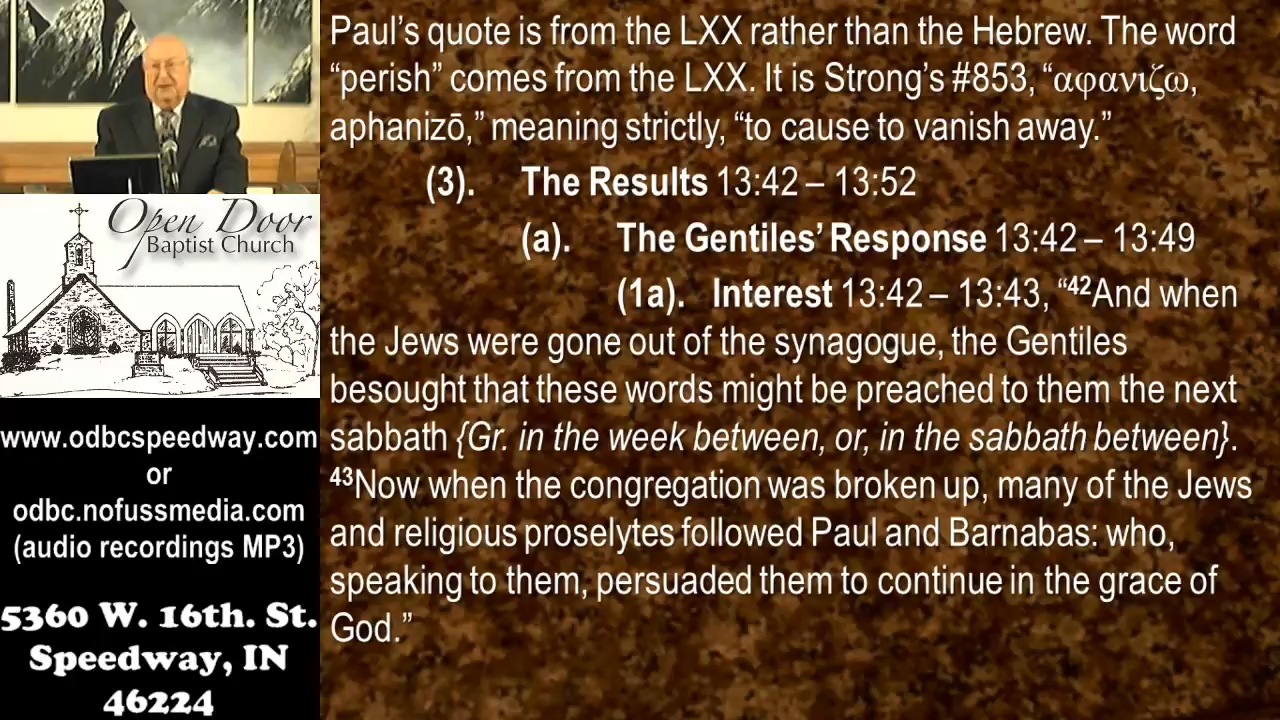 Open Door
Baptist Church
www.odbcspeedway.com
or
odbc.nofussmedia.com
(audio recordings MP3)
5360 W. 16th. St.
Speedway, IN
46224
Paul’s quote is from the LXX rather than the Hebrew. The word
“perish” comes from the LXX. It is Strong’s #853, “αφανιζω,
aphanizō,” meaning strictly, “to cause to vanish away.”
(3). The Results 13:42 – 13:52
(a). The Gentiles’ Response 13:42 – 13:49
(1a). Interest 13:42 – 13:43, “42And when
the Jews were gone out of the synagogue, the Gentiles
besought that these words might be preached to them the next
sabbath {Gr. in the week between, or, in the sabbath between}.
43Now when the congregation was broken up, many of the Jews
and religious proselytes followed Paul and Barnabas: who,
speaking to them, persuaded them to continue in the grace of
God.”